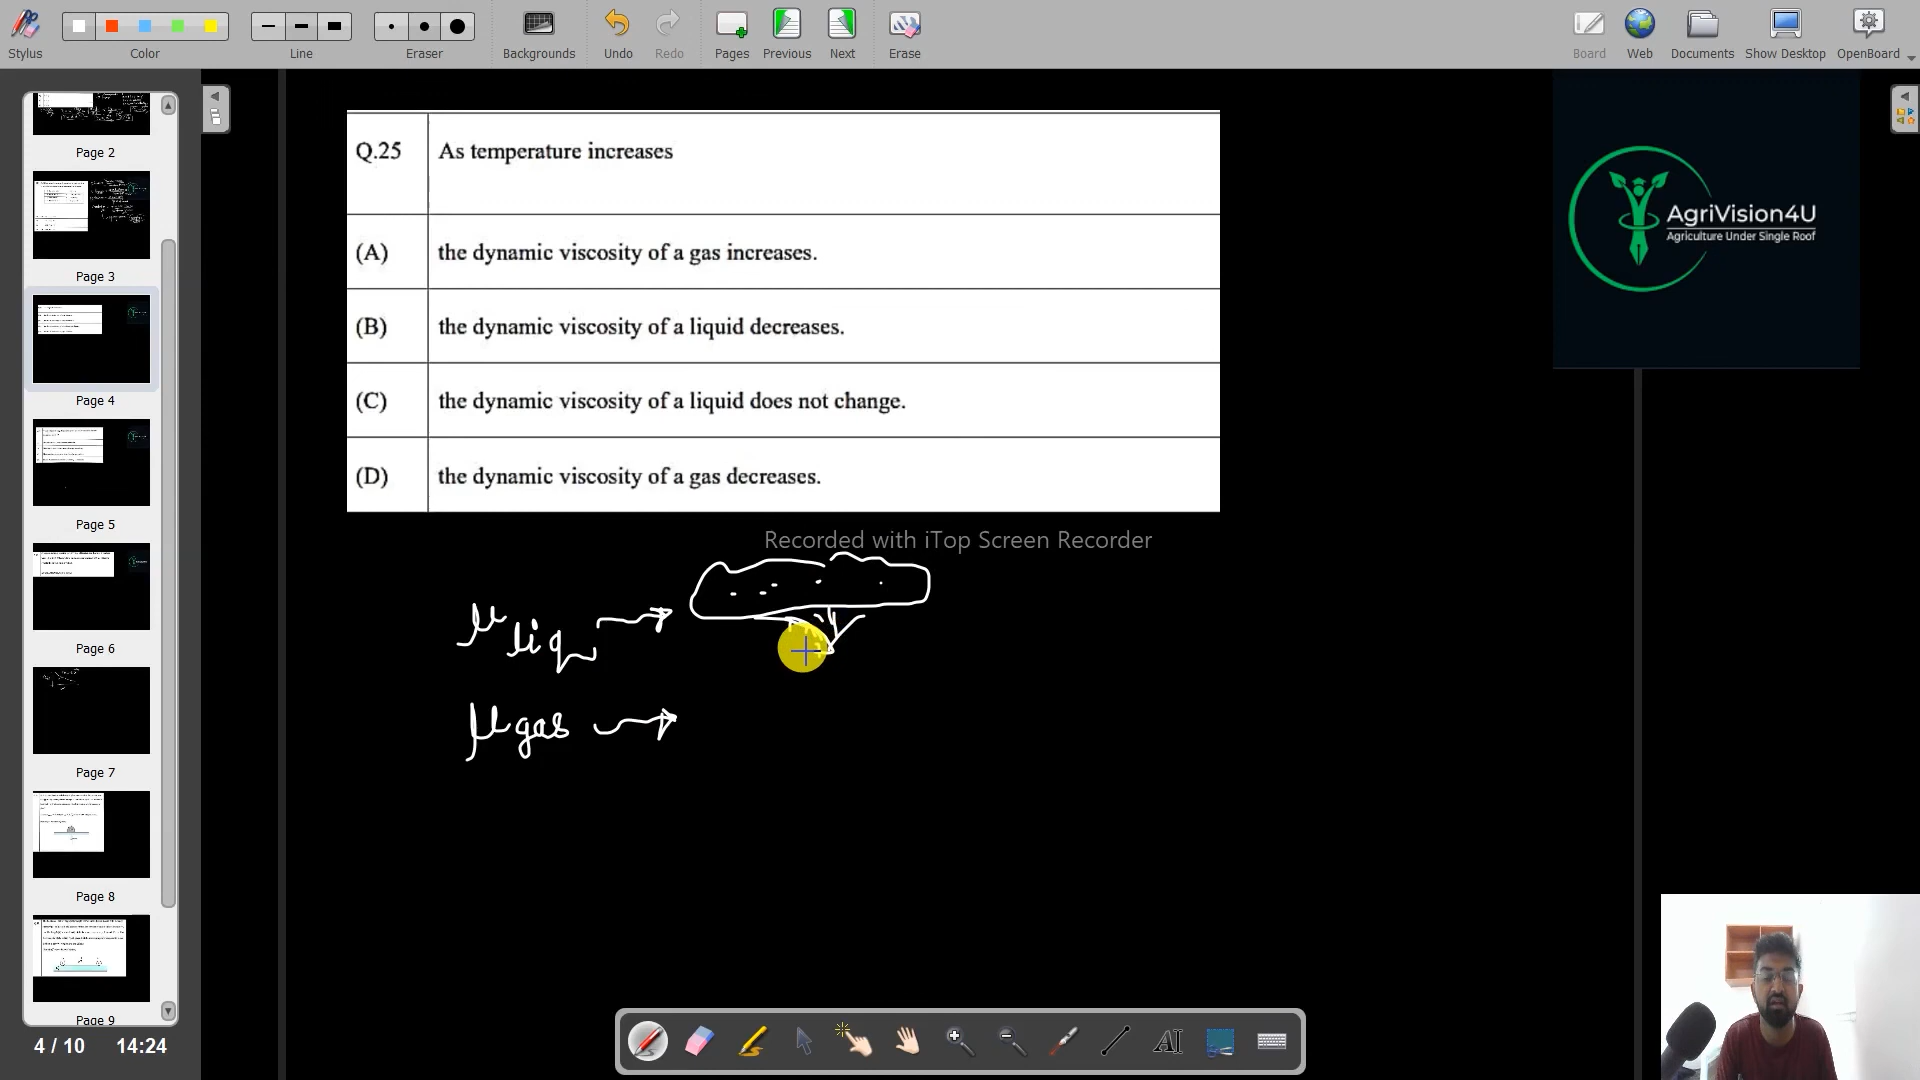 Stylus
Color
Line
Eraser
Backgrounds
Undo
Redo
Pages
Previous
Next
Erase
Board
Web
Documents
Show Desktop
OpenBoard
Page 2
Page 3
Page 4
Page 5
Page 6
Page 7
Page 8
Page 9
4 / 10 14:24
Q.25 As temperature increases
(A) the dynamic viscosity of a gas increases.
(B) the dynamic viscosity of a liquid decreases.
(C) the dynamic viscosity of a liquid does not change.
(D) the dynamic viscosity of a gas decreases.
AgriVision4U
Agriculture Under Single Roof
Recorded with iTop Screen Recorder
μ liq →
μ gas →
AI